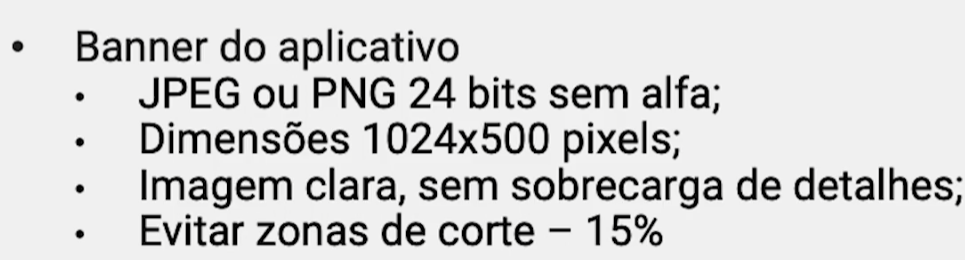 • Banner do aplicativo
• JPEG ou PNG 24 bits sem alfa;
• Dimensões 1024x500 pixels;
• Imagem clara, sem sobrecarga de detalhes;
• Evitar zonas de corte – 15%